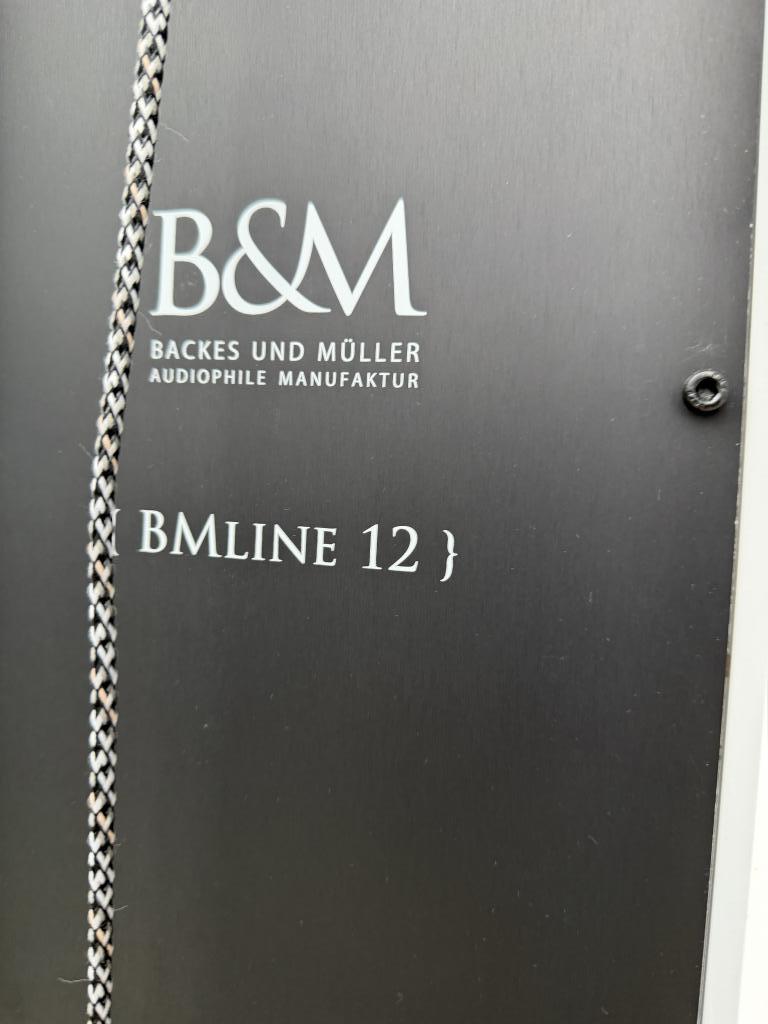 B&M
BACKES UND MÜLLER
AUDIOPHILE MANUFAKTUR
{ BMLINE 12 }